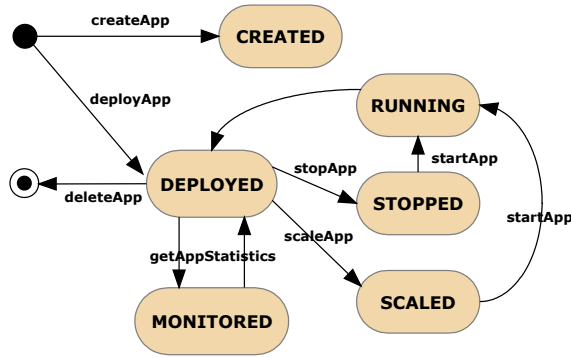 createApp
CREATED
deployApp
RUNNING
startApp
stopApp
DEPLOYED
deleteApp
STOPPED
startApp
scaleApp
getAppStatistics
SCALED
MONITORED